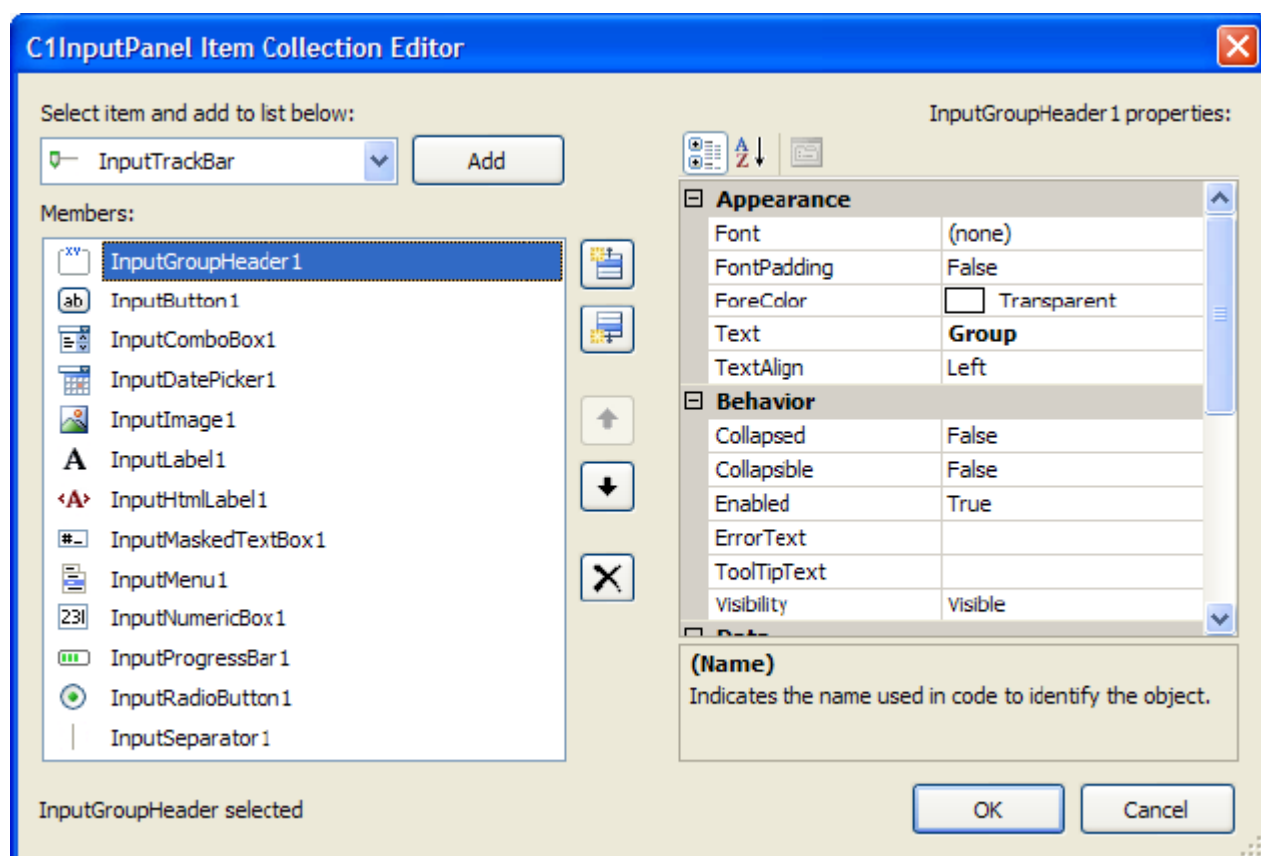 C1InputPanel Item Collection Editor
Select item and add to list below:
InputTrackBar
Add
Members:
InputGroupHeader1
InputButton1
InputComboBox1
InputDatePicker1
InputImage1
InputLabel1
InputHtmlLabel1
InputMaskedTextBox1
InputMenu1
InputNumericBox1
InputProgressBar1
InputRadioButton1
InputSeparator1
InputGroupHeader selected
InputGroupHeader1 properties:
Appearance
Font (none)
FontPadding False
ForeColor Transparent
Text Group
TextAlign Left
Behavior
Collapsed False
Collapsible False
Enabled True
ErrorText
ToolTipText
Visibility Visible
Data
(Name)
Indicates the name used in code to identify the object.
OK
Cancel